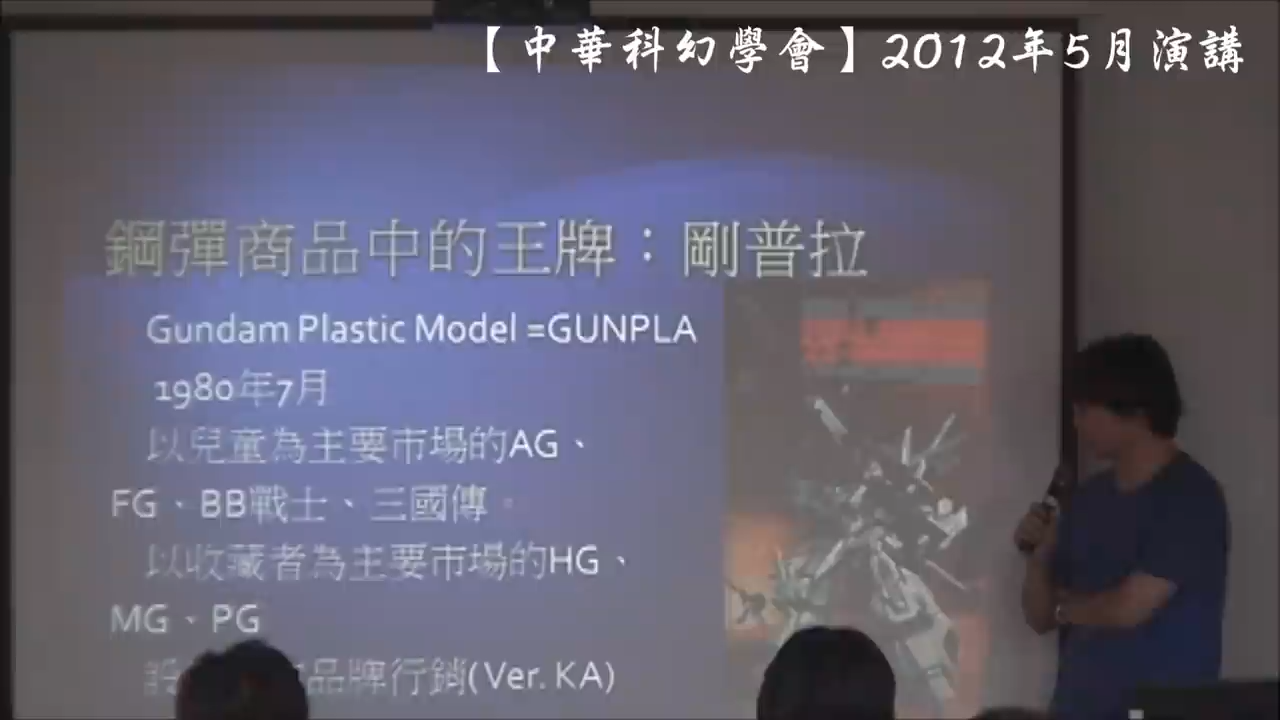 【中華科幻學會】2012年5月演講
鋼彈商品中的王牌：剛普拉
Gundam Plastic Model =GUNPLA
1980年7月
以兒童為主要市場的AG、
FG、BB戰士、三國傳。
以收藏者為主要市場的HG、
MG、PG
品牌行銷(Ver. KA)